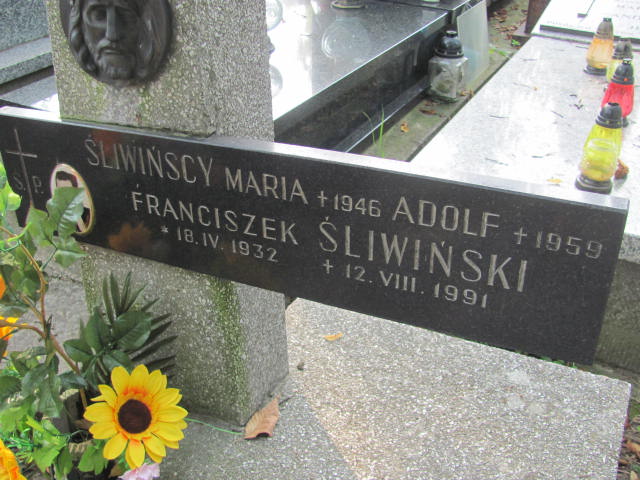 Ś.P.
ŚLIWIŃSCY MARIA + 1946 ADOLF + 1959
FRANCISZEK ŚLIWIŃSKI
* 18.IV.1932 + 12.VIII.1991